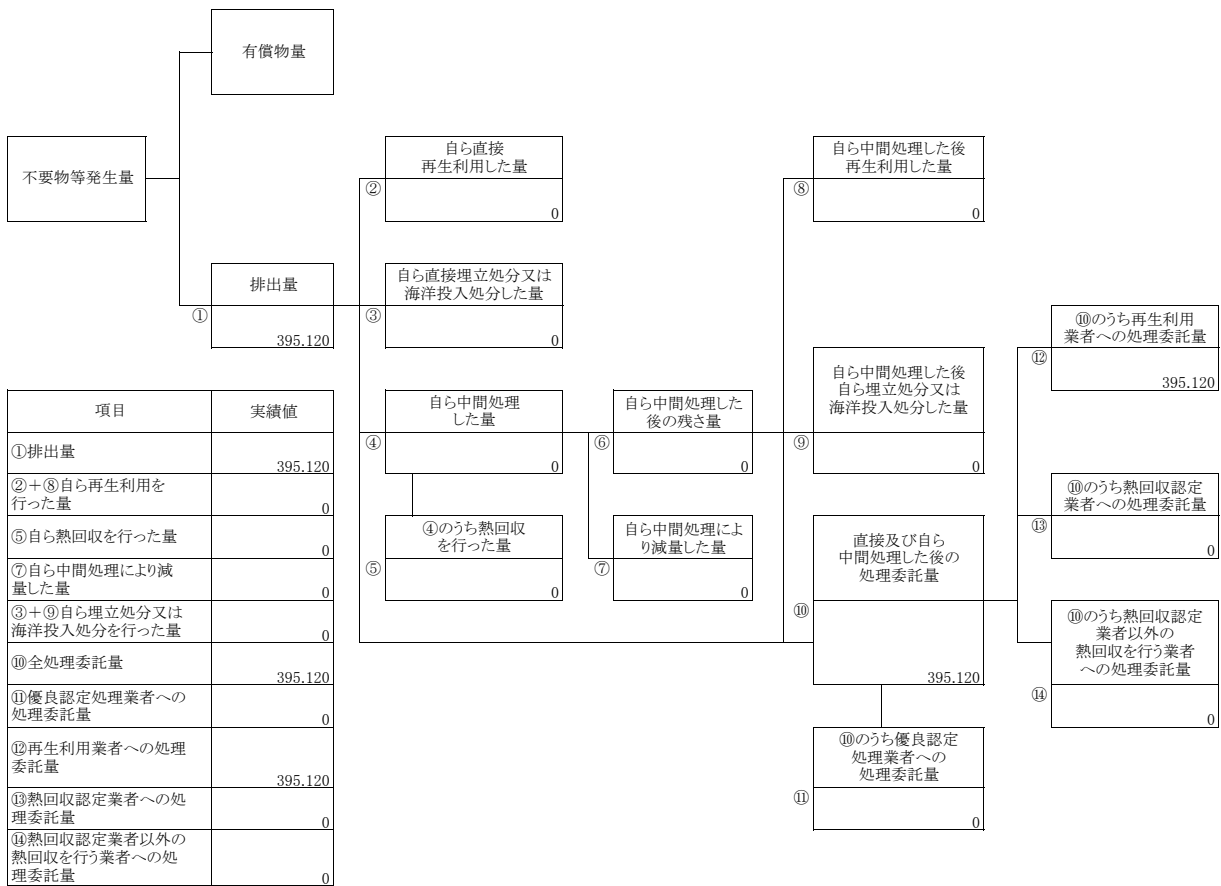 有償物量
不要物等発生量
排出量
①
395.120
自ら直接
再生利用した量
②
0
自ら直接埋立処分又は
海洋投入処分した量
③
0
自ら中間処理
した量
④
0
④のうち熱回収
を行った量
⑤
0
自ら中間処理した
後の残さ量
⑥
0
自ら中間処理によ
り減量した量
⑦
0
自ら中間処理した後
再生利用した量
⑧
0
自ら中間処理した後
自ら埋立処分又は
海洋投入処分した量
⑨
0
直接及び自ら
中間処理した後の
処理委託量
⑩
395.120
⑩のうち優良認定
処理業者への
処理委託量
⑪
0
⑩のうち再生利用
業者への処理委託量
⑫
395.120
⑩のうち熱回収認定
業者への処理委託量
⑬
0
⑩のうち熱回収認定
業者以外の
熱回収を行う業者
への処理委託量
⑭
0
項目 実績値
①排出量
395.120
②+⑧自ら再生利用を
行った量
0
⑤自ら熱回収を行った量
0
⑦自ら中間処理により減
量した量
0
③+⑨自ら埋立処分又は
海洋投入処分を行った量
0
⑩全処理委託量
395.120
⑪優良認定処理業者への
処理委託量
0
⑫再生利用業者への処理
委託量
395.120
⑬熱回収認定業者への処
理委託量
0
⑭熱回収認定業者以外の
熱回収を行う業者への処
理委託量
0